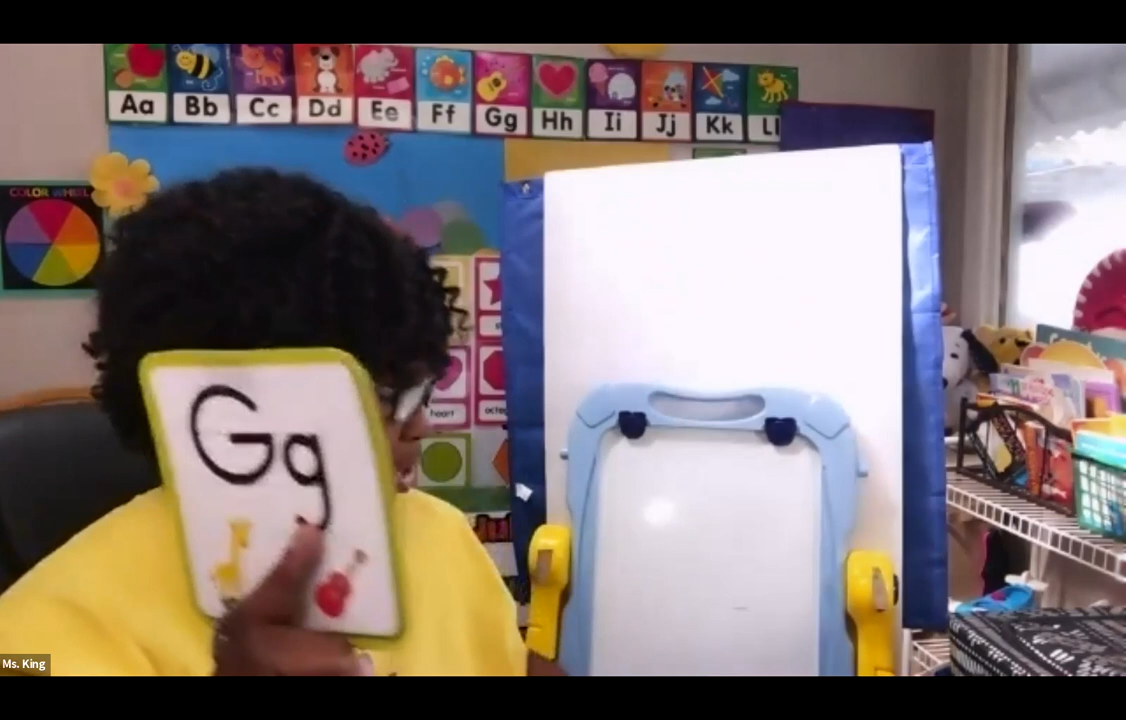 Aa Bb Cc Dd Ee Ff Gg Hh Ii Jj Kk Ll
COLOR WHEEL
Gg
heart
Ms. King